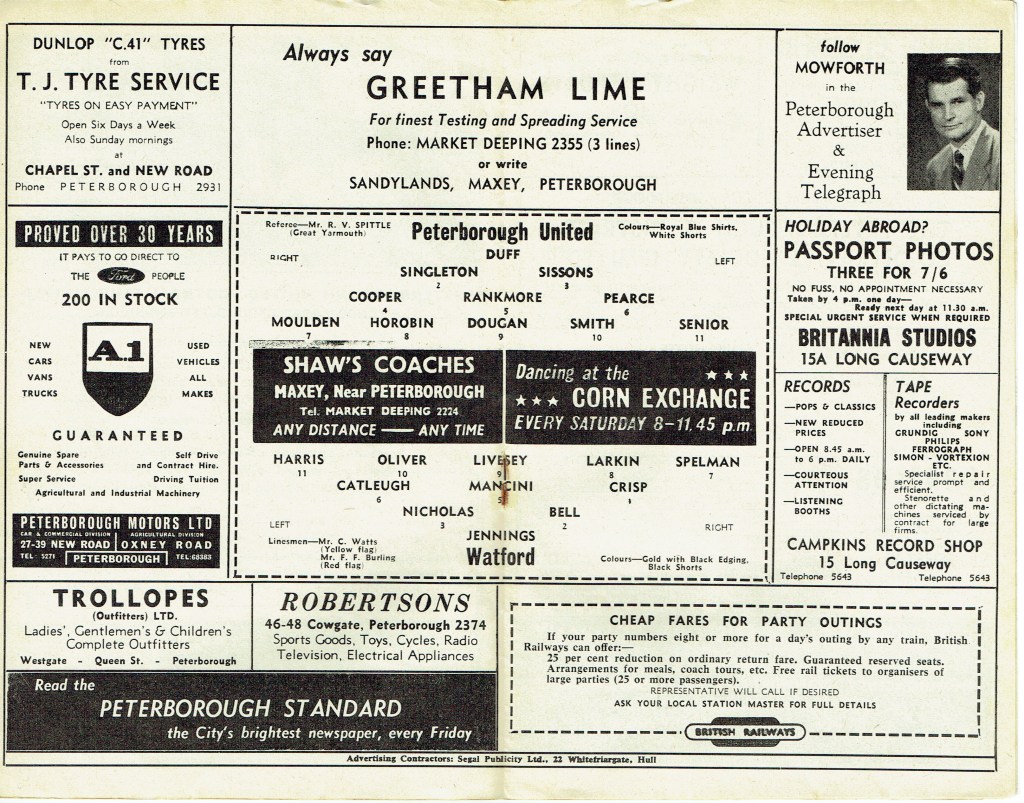 DUNLOP "C.41" TYRES
from
T. J. TYRE SERVICE
"TYRES ON EASY PAYMENT"
Open Six Days a Week
Also Sunday mornings
at
CHAPEL ST. and NEW ROAD
Phone PETERBOROUGH 2931
Always say
GREETHAM LIME
For finest Testing and Spreading Service
Phone: MARKET DEEPING 2355 (3 lines)
or write
SANDYLANDS, MAXEY, PETERBOROUGH
follow
MOWFORTH
in the
Peterborough
Advertiser
&
Evening
Telegraph
PROVED OVER 30 YEARS
IT PAYS TO GO DIRECT TO
THE Ford PEOPLE
200 IN STOCK
A.1
NEW
CARS
VANS
TRUCKS
USED
VEHICLES
ALL
MAKES
GUARANTEED
Genuine Spare
Parts & Accessories
Self Drive
and Contract Hire.
Super Service
Driving Tuition
Agricultural and Industrial Machinery
PETERBOROUGH MOTORS LTD
CAR & COMMERCIAL DIVISION
AGRICULTURAL DIVISION
27-39 NEW ROAD
OXNEY ROAD
TEL- 5271
PETERBOROUGH
TEL: 68383
Referee—Mr. R. V. SPITTLE
(Great Yarmouth)
Peterborough United
Colours—Royal Blue Shirts,
White Shorts
RIGHT
DUFF
LEFT
SINGLETON SISSONS
2 3
COOPER RANKMORE PEARCE
4 5 6
MOULDEN HOROBIN DOUGAN SMITH SENIOR
7 8 9 10 11
SHAW'S COACHES
MAXEY, Near PETERBOROUGH
Tel. MARKET DEEPING 2224
ANY DISTANCE — ANY TIME
Dancing at the
★ ★ ★
★ ★ ★ CORN EXCHANGE
EVERY SATURDAY 8-11.45 p.m.
HARRIS OLIVER LIVESEY LARKIN SPELMAN
11 10 9 8 7
CATLEUGH MANCINI CRISP
6 5
NICHOLAS BELL
3 2
LEFT
JENNINGS
RIGHT
Linesmen—Mr. C. Watts
(Yellow flag)
Mr. F. F. Burling
(Red flag)
Watford
Colours—Gold with Black Edging,
Black Shorts
HOLIDAY ABROAD?
PASSPORT PHOTOS
THREE FOR 7/6
NO FUSS, NO APPOINTMENT NECESSARY
Taken by 4 p.m. one day—
Ready next day at 11.30 a.m.
SPECIAL URGENT SERVICE WHEN REQUIRED
BRITANNIA STUDIOS
15A LONG CAUSEWAY
RECORDS
—POPS & CLASSICS
—NEW REDUCED
PRICES
—OPEN 8.45 a.m.
to 6 p.m. DAILY
—COURTEOUS
ATTENTION
—LISTENING
BOOTHS
TAPE
Recorders
by all leading makers
including
GRUNDIG SONY
PHILIPS
FERROGRAPH
SIMON - VORTEXION
ETC.
Specialist repair
service prompt and
efficient.
Stenorette and
other dictating ma-
chines serviced by
contract for large
firms.
CAMPKINS RECORD SHOP
15 Long Causeway
Telephone 5643 Telephone 5643
TROLLOPES
(Outfitters) LTD.
Ladies', Gentlemen's & Children's
Complete Outfitters
Westgate - Queen St. - Peterborough
ROBERTSONS
46-48 Cowgate, Peterborough 2374
Sports Goods, Toys, Cycles, Radio
Television, Electrical Appliances
Read the
PETERBOROUGH STANDARD
the City's brightest newspaper, every Friday
CHEAP FARES FOR PARTY OUTINGS
If your party numbers eight or more for a day's outing by any train, British
Railways can offer:—
25 per cent reduction on ordinary return fare. Guaranteed reserved seats.
Arrangements for meals, coach tours, etc. Free rail tickets to organisers of
large parties (25 or more passengers).
REPRESENTATIVE WILL CALL IF DESIRED
ASK YOUR LOCAL STATION MASTER FOR FULL DETAILS
BRITISH RAILWAYS
Advertising Contractors: Segal Publicity Ltd., 22 Whitefriargate, Hull